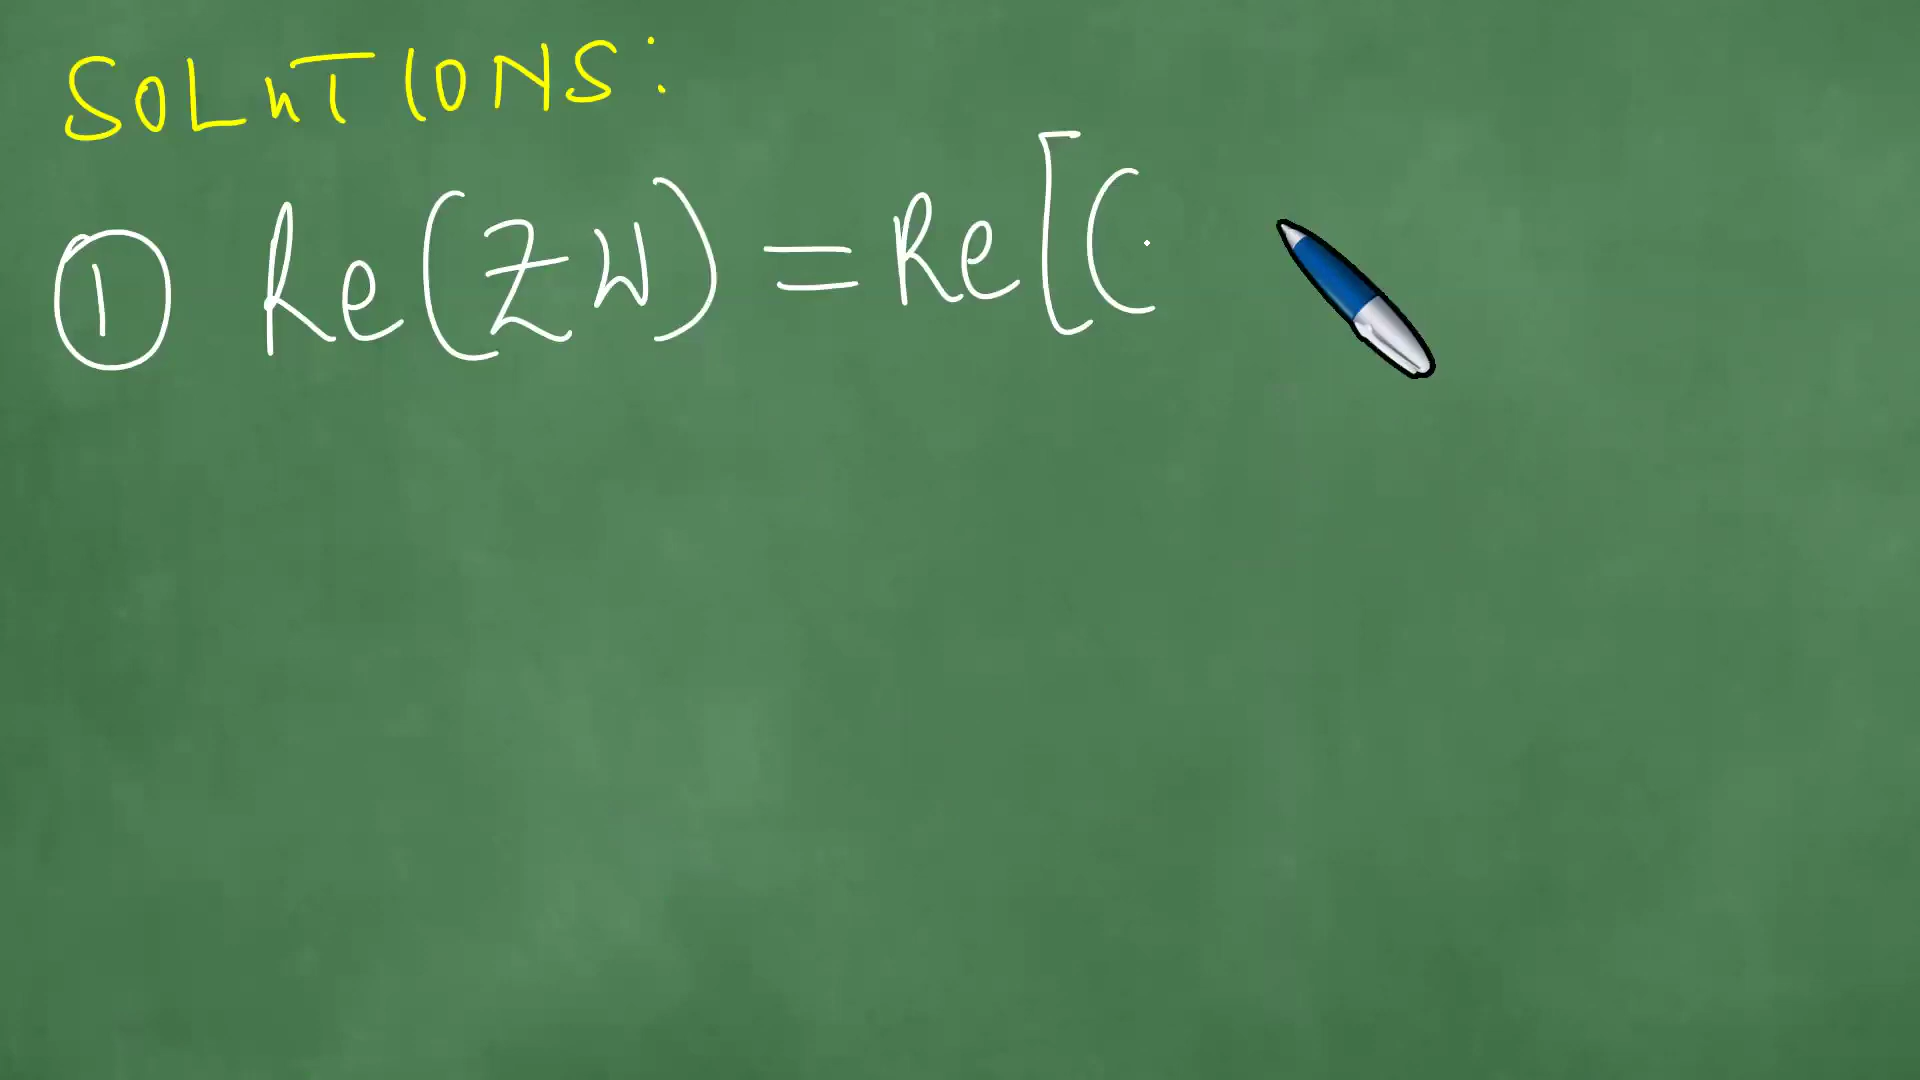 SOLUTIONS:
① Re(ZW) = Re[(